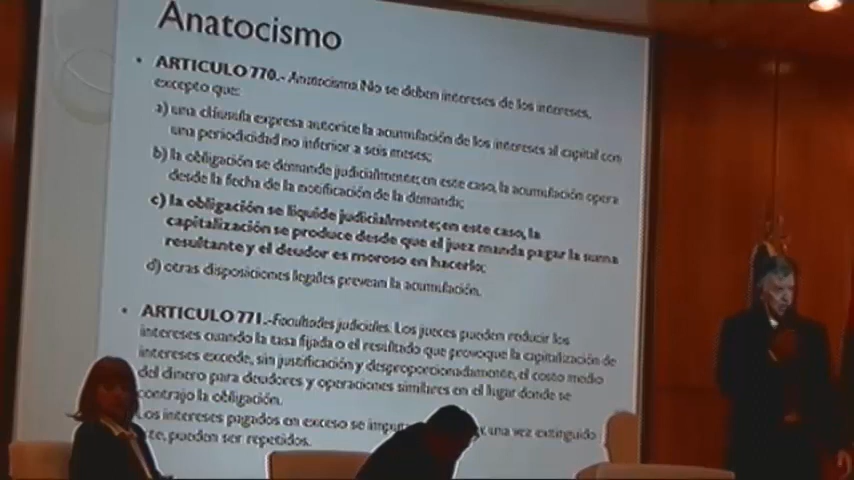 Anatocismo
• ARTICULO 770.- Anatocismo. No se deben intereses de los intereses,
excepto que:
a) una cláusula expresa autorice la acumulación de los intereses al capital con
una periodicidad no inferior a seis meses;
b) la obligación se demande judicialmente; en este caso, la acumulación opera
desde la fecha de la notificación de la demanda;
c) la obligación se liquide judicialmente; en este caso, la
capitalización se produce desde que el juez manda pagar la suma
resultante y el deudor es moroso en hacerlo;
d) otras disposiciones legales prevean la acumulación.
• ARTICULO 771.- Facultades judiciales. Los jueces pueden reducir los
intereses cuando la tasa fijada o el resultado que provoque la capitalización de
intereses excede, sin justificación y desproporcionadamente, el costo medio
del dinero para deudores y operaciones similares en el lugar donde se
contrajo la obligación.
Los intereses pagados en exceso se una vez extinguido
pueden ser repetidos.